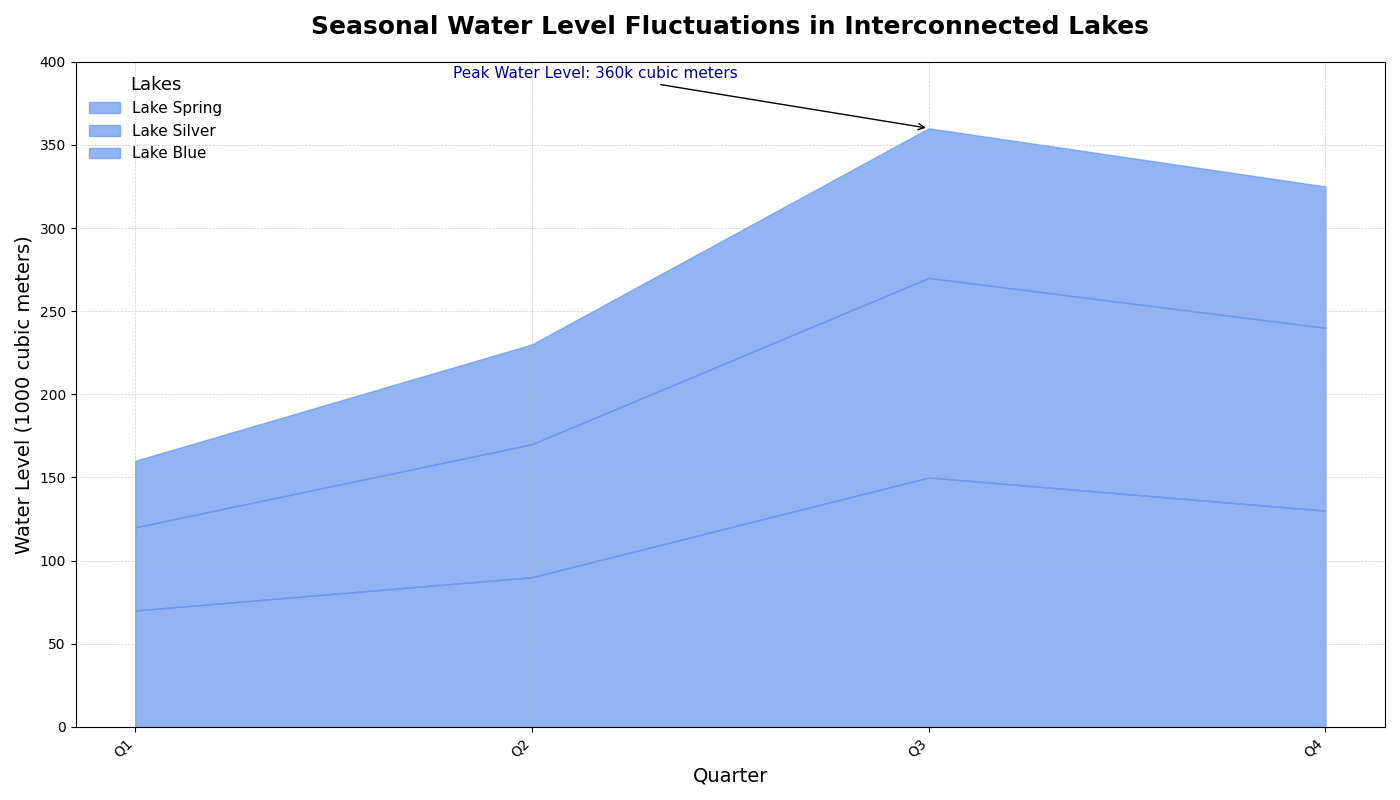 Seasonal Water Level Fluctuations in Interconnected Lakes
Peak Water Level: 360k cubic meters
Lakes
Lake Spring
Lake Silver
Lake Blue
Water Level (1000 cubic meters)
400
350
300
250
200
150
100
50
0
Q1
Q2
Q3
Q4
Quarter